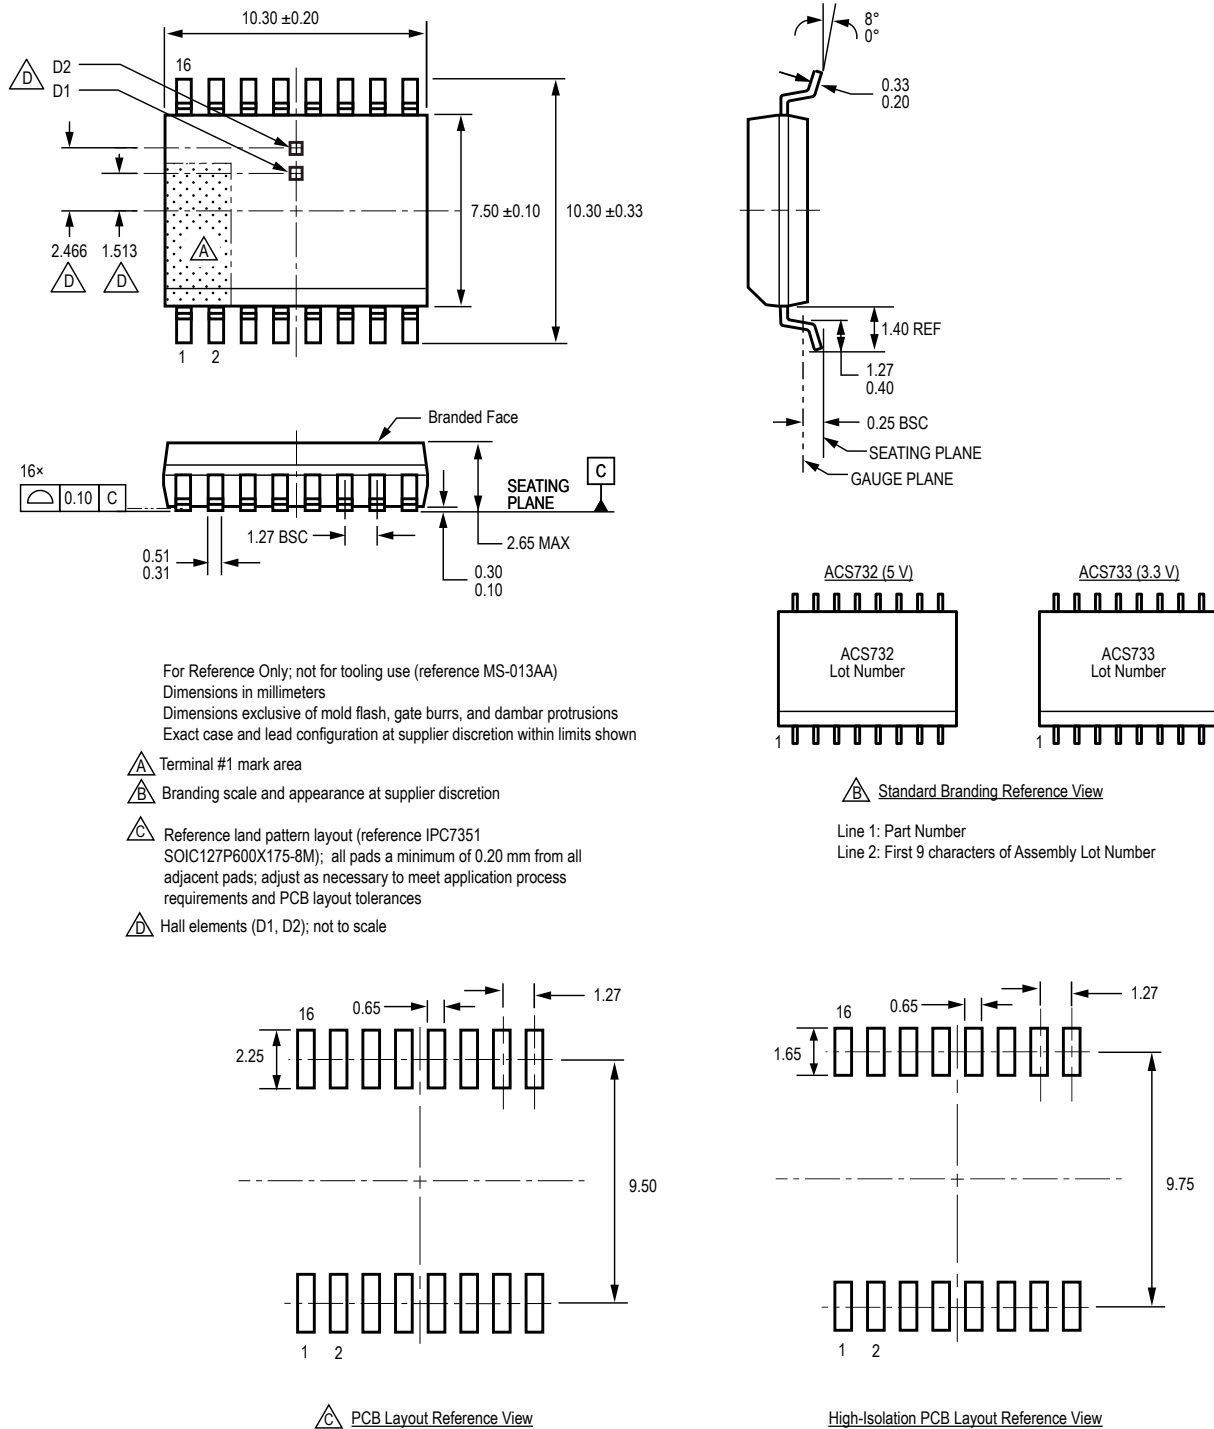 10.30 ±0.20
D
D2
D1
16
2.466
1.513
D
D
A
7.50 ±0.10
10.30 ±0.33
1 2
8°
0°
0.33
0.20
1.40 REF
1.27
0.40
0.25 BSC
SEATING PLANE
GAUGE PLANE
Branded Face
16×
0.10 C
SEATING
PLANE
C
1.27 BSC
2.65 MAX
0.51
0.31
0.30
0.10
ACS732 (5 V)
ACS732
Lot Number
1
ACS733 (3.3 V)
ACS733
Lot Number
1
B Standard Branding Reference View
Line 1: Part Number
Line 2: First 9 characters of Assembly Lot Number
For Reference Only; not for tooling use (reference MS-013AA)
Dimensions in millimeters
Dimensions exclusive of mold flash, gate burrs, and dambar protrusions
Exact case and lead configuration at supplier discretion within limits shown
A Terminal #1 mark area
B Branding scale and appearance at supplier discretion
C Reference land pattern layout (reference IPC7351
SOIC127P600X175-8M); all pads a minimum of 0.20 mm from all
adjacent pads; adjust as necessary to meet application process
requirements and PCB layout tolerances
D Hall elements (D1, D2); not to scale
16
0.65
1.27
2.25
9.50
1 2
C PCB Layout Reference View
16
0.65
1.27
1.65
9.75
1 2
High-Isolation PCB Layout Reference View